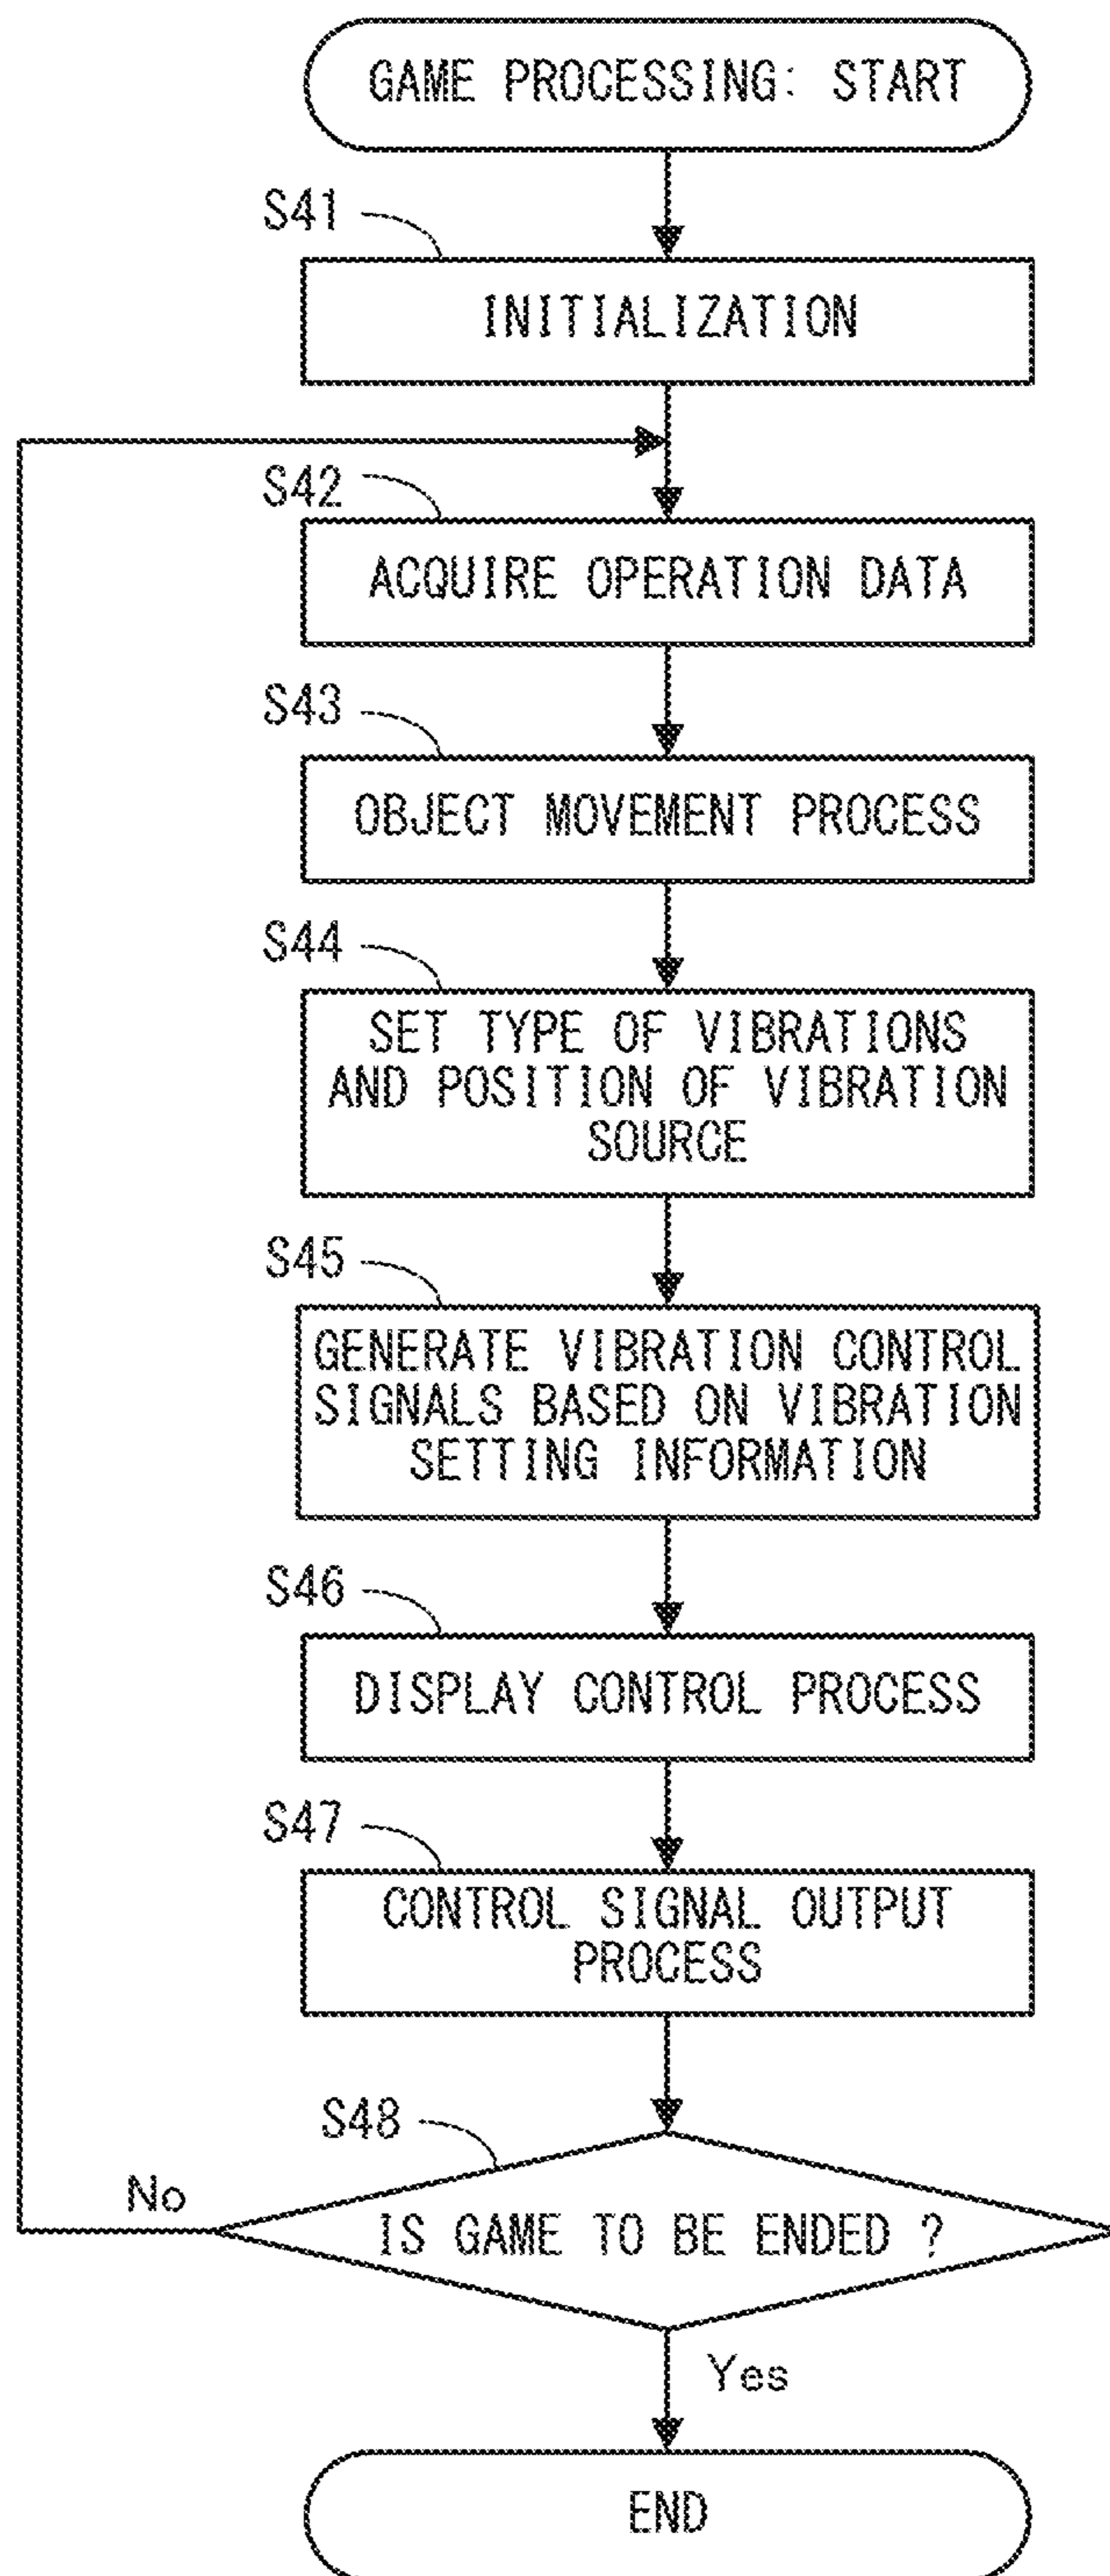 GAME PROCESSING: START
S41
INITIALIZATION
S42
ACQUIRE OPERATION DATA
S43
OBJECT MOVEMENT PROCESS
S44
SET TYPE OF VIBRATIONS
AND POSITION OF VIBRATION
SOURCE
S45
GENERATE VIBRATION CONTROL
SIGNALS BASED ON VIBRATION
SETTING INFORMATION
S46
DISPLAY CONTROL PROCESS
S47
CONTROL SIGNAL OUTPUT
PROCESS
S48
No
IS GAME TO BE ENDED ?
Yes
END